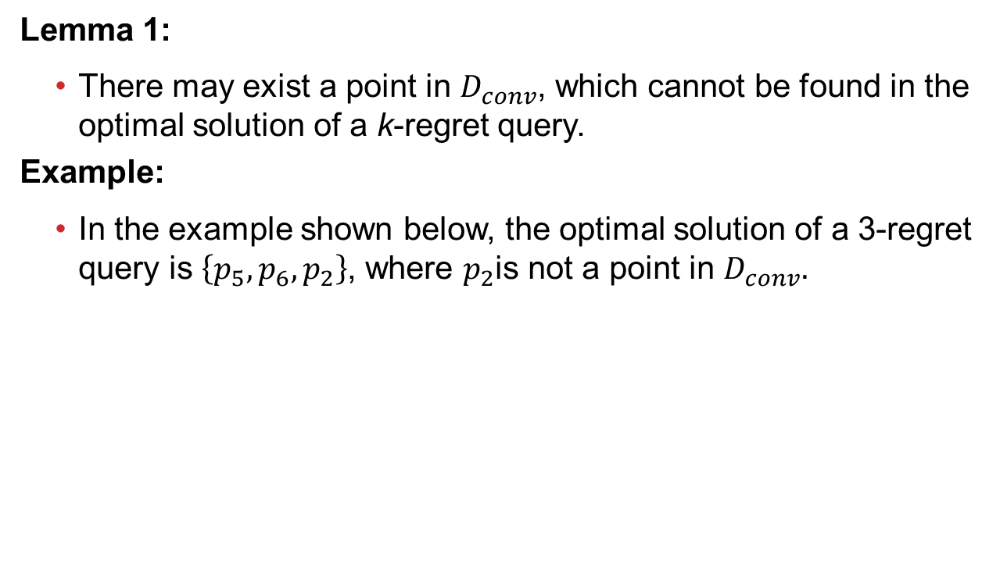 Lemma 1:
• There may exist a point in $D_{conv}$, which cannot be found in the
optimal solution of a k-regret query.
Example:
• In the example shown below, the optimal solution of a 3-regret
query is {$p_5, p_6, p_2$}, where $p_2$is not a point in $D_{conv}$.